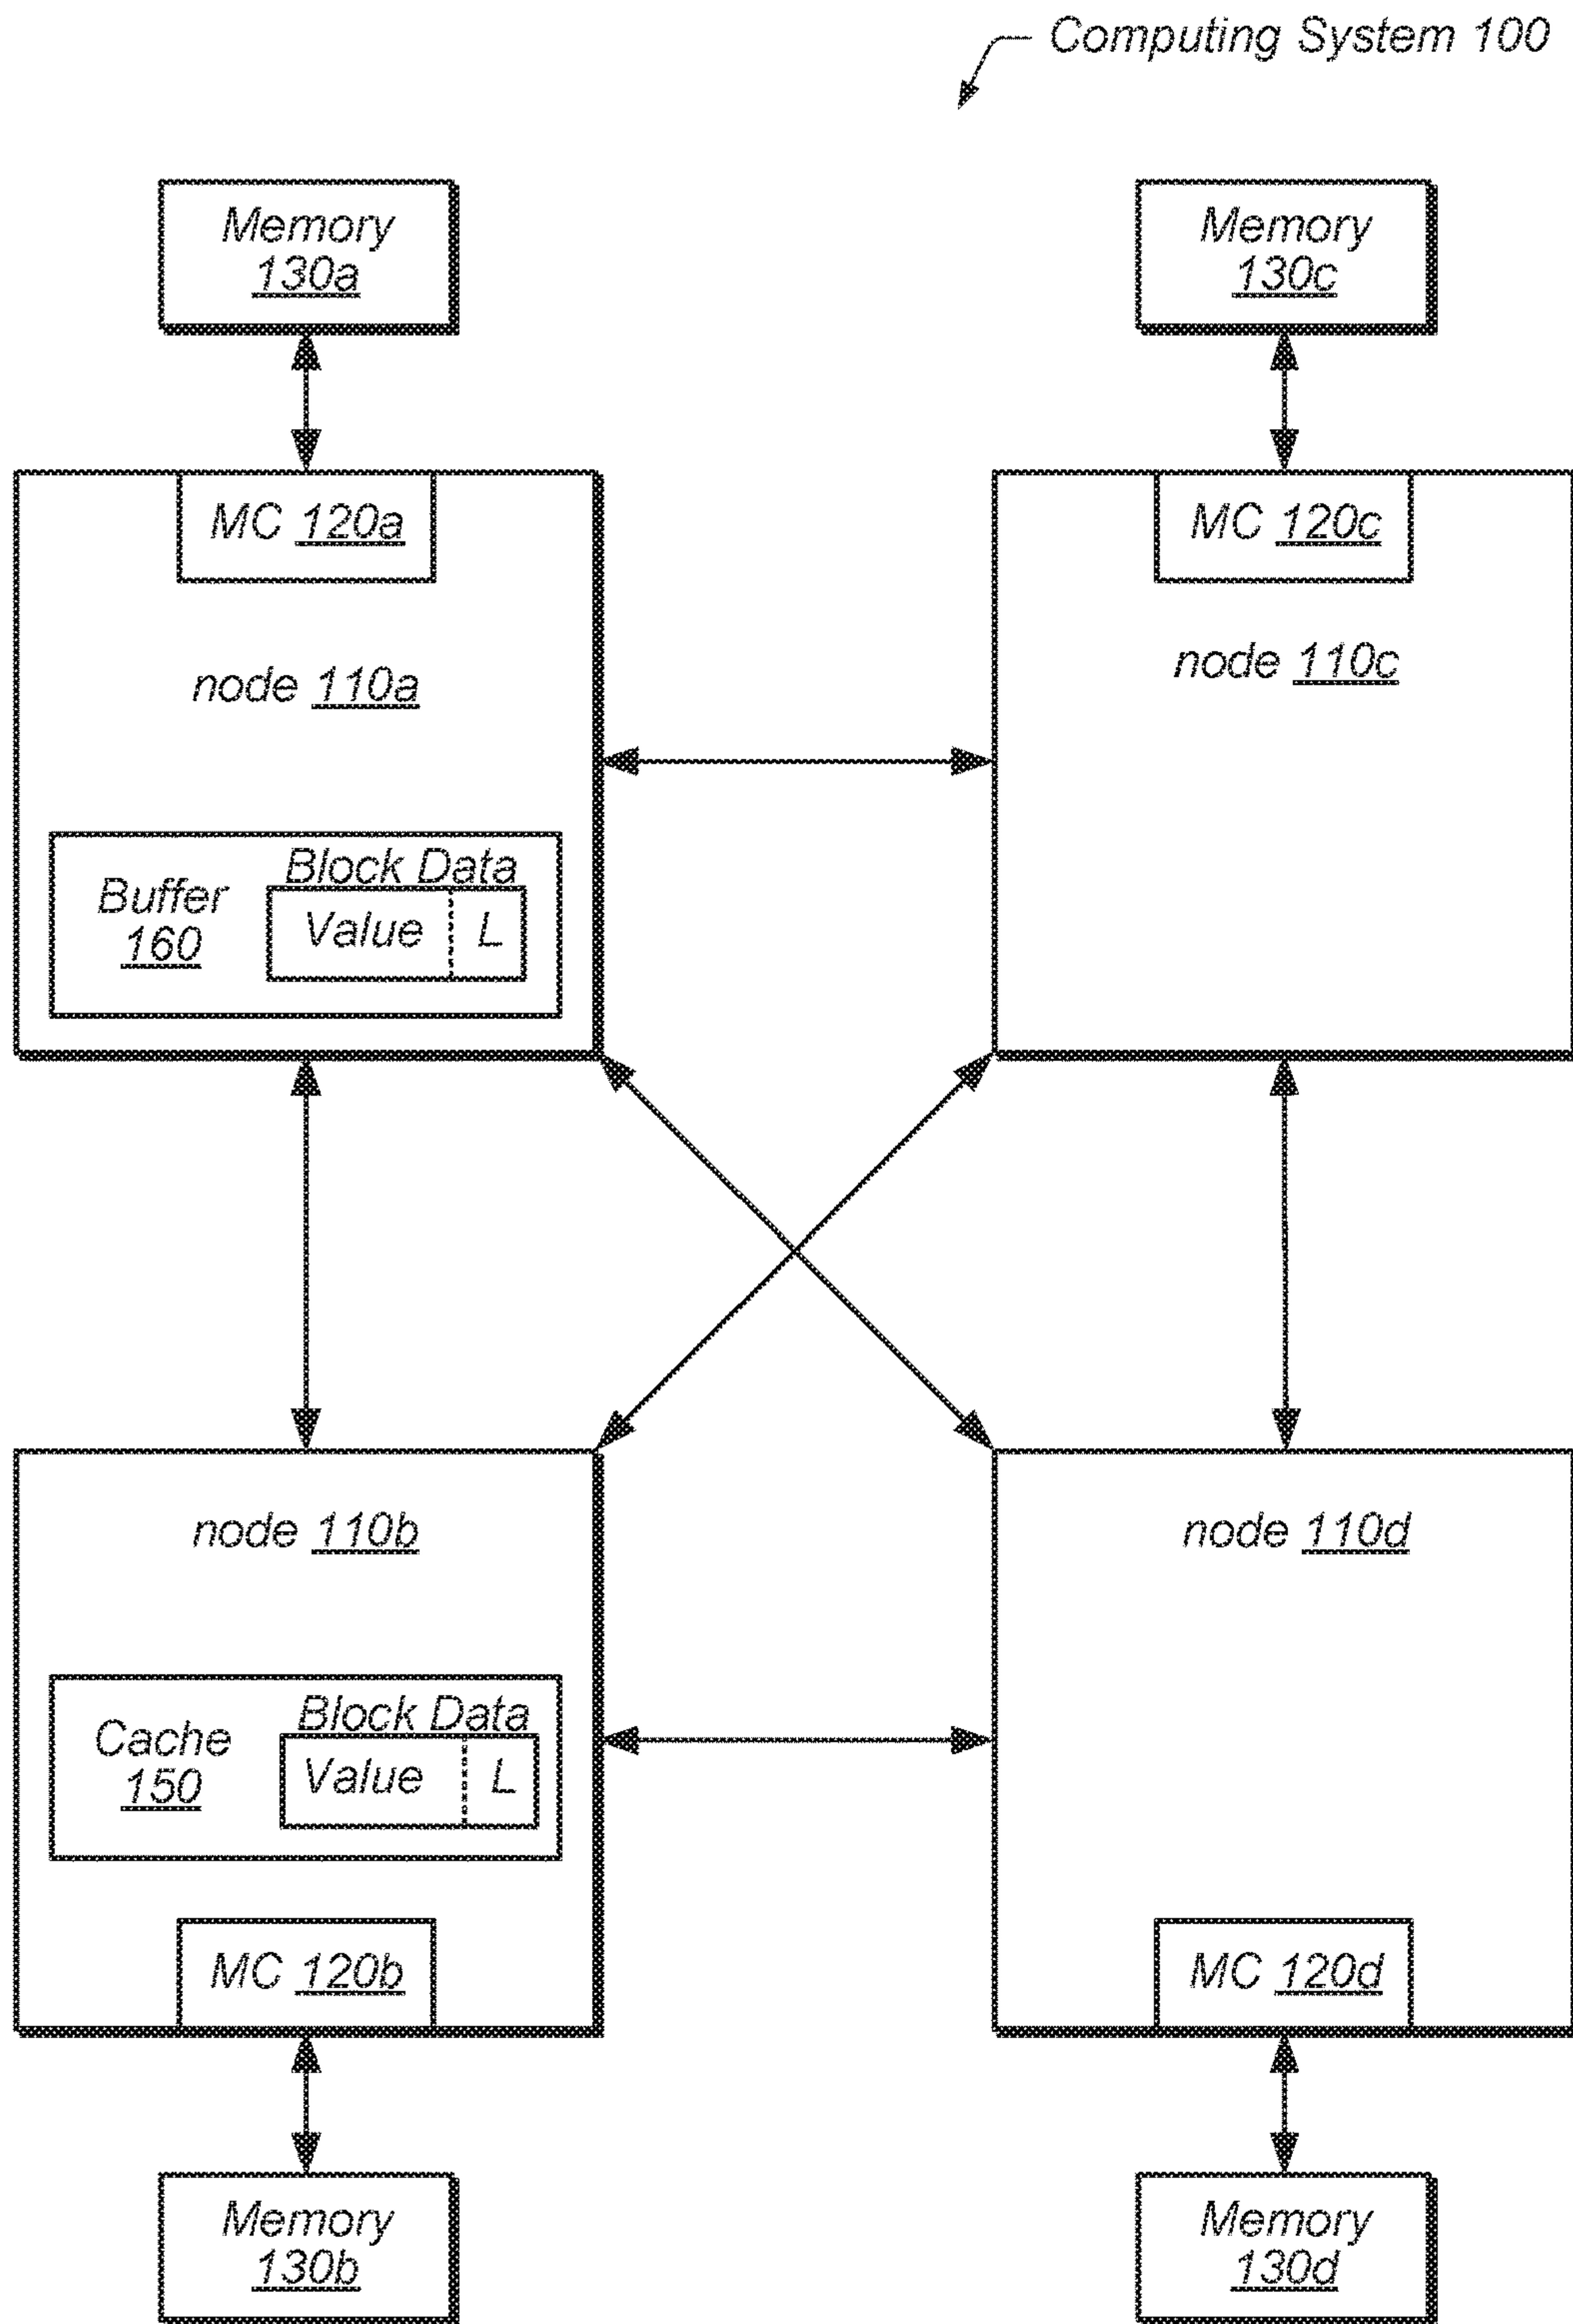 Computing System 100
Memory
130a
Memory
130c
MC 120a
MC 120c
node 110a
node 110c
Block Data
Buffer
160
Value L
node 110b
node 110d
Block Data
Cache
150
Value L
MC 120b
MC 120d
Memory
130b
Memory
130d